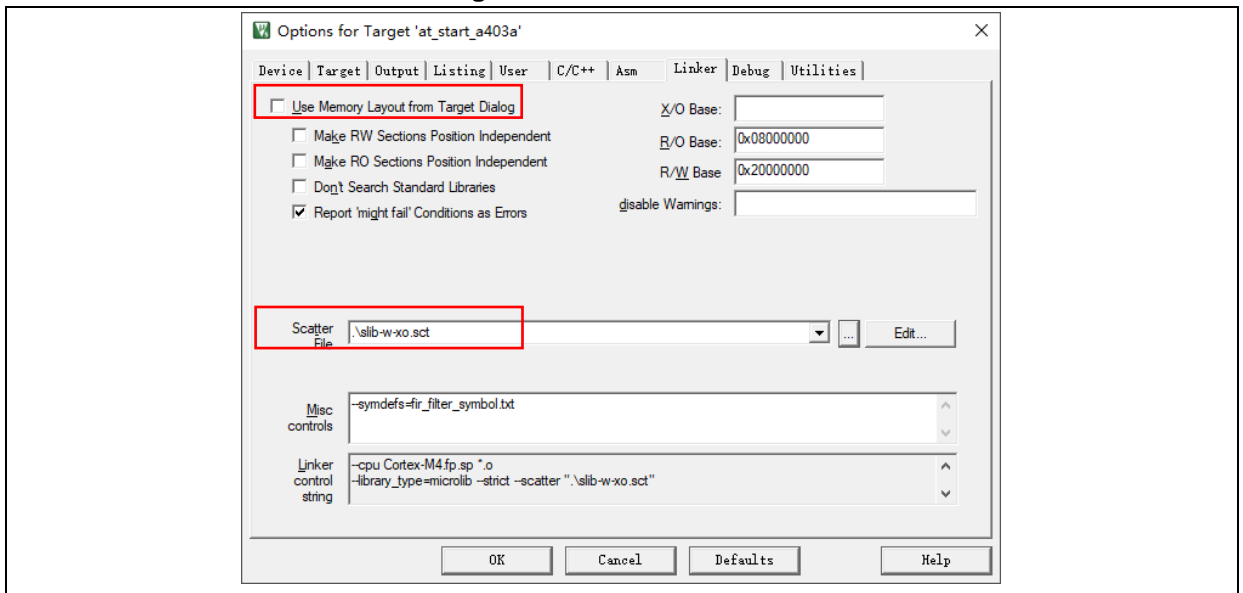 Options for Target 'at_start_a403a'
Device Target Output Listing User C/C++ Asm Linker Debug Utilities
Use Memory Layout from Target Dialog
X/O Base:
Make RW Sections Position Independent
R/O Base: 0x08000000
Make RO Sections Position Independent
R/W Base 0x20000000
Don't Search Standard Libraries
disable Warnings:
Report 'might fail' Conditions as Errors
Scatter File .\slib-w-xo.sct ... Edit...
Misc controls --symdefs=fir_filter_symbol.txt
Linker control string --cpu Cortex-M4.fp.sp *.o
--library_type=microlib --strict --scatter ".\slib-w-xo.sct"
OK Cancel Defaults Help